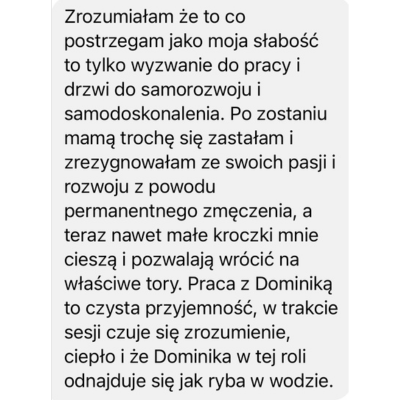 Zrozumiałam że to co
postrzegam jako moja słabość
to tylko wyzwanie do pracy i
drzwi do samorozwoju i
samodoskonalenia. Po zostaniu
mamą trochę się zastałam i
zrezygnowałam ze swoich pasji i
rozwoju z powodu
permanentnego zmęczenia, a
teraz nawet małe kroczki mnie
cieszą i pozwalają wrócić na
właściwe tory. Praca z Dominiką
to czysta przyjemność, w trakcie
sesji czuje się zrozumienie,
ciepło i że Dominika w tej roli
odnajduje się jak ryba w wodzie.